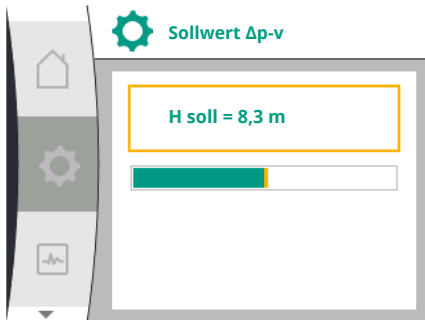 Sollwert Δp-v
H soll = 8,3 m